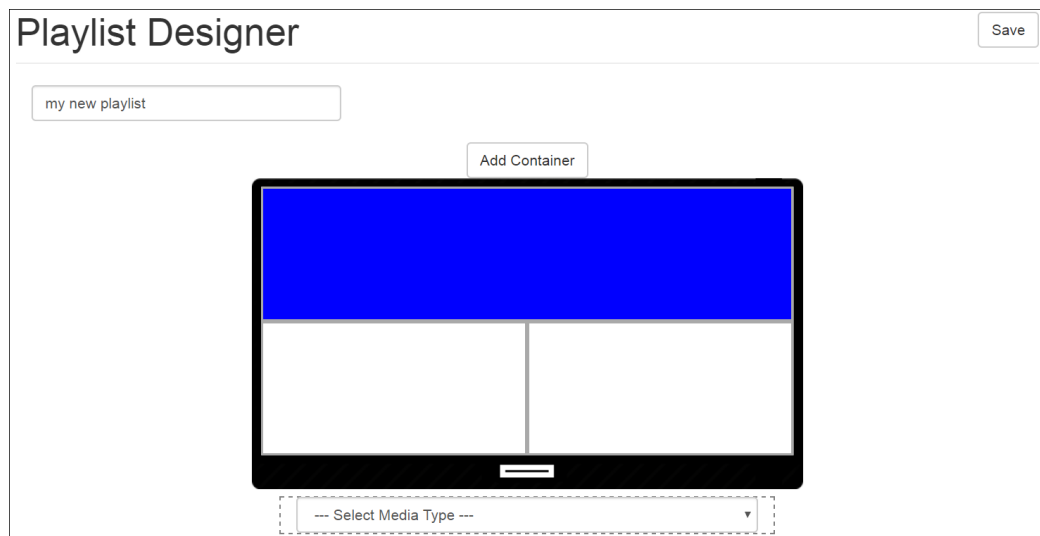 Playlist Designer
Save
my new playlist
Add Container
--- Select Media Type ---